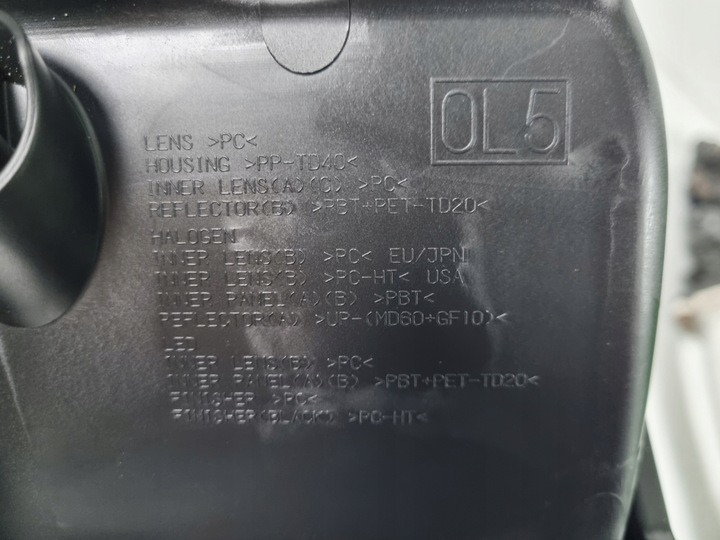 OL5
LENS >PC<
HOUSING >PP-TD40<
INNER LENS(A)(C) >PC<
REFLECTOR(B) >PBT+PET-TD20<
HALOGEN
INNER LENS(B) >PC< EU/JPN
INNER LENS(B) >PC-HT< USA
INNER PANEL(A)(B) >PBT<
REFLECTOR(A) >UP-(MD60+GF10)<
LED
INNER LENS(B) >PC<
INNER PANEL(A)(B) >PBT+PET-TD20<
FINISHER >PC<
FINISHER(BLACK) >PC-HT<